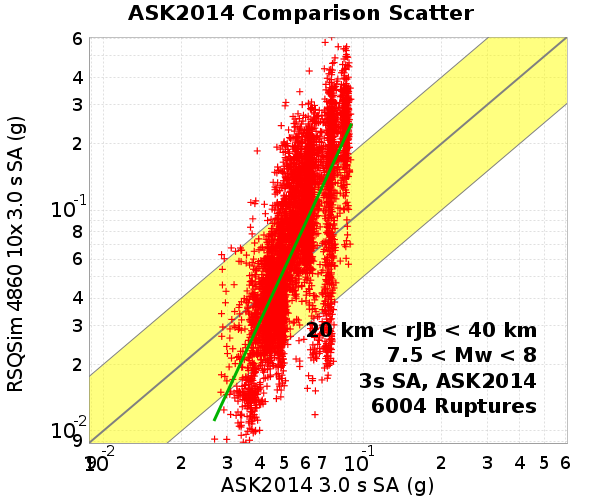 ASK2014 Comparison Scatter
RSQSim 4860 10x 3.0 s SA (g)
6
4
3
2
10-1
8
6
4
3
2
10-2
9
20 km < rJB < 40 km
7.5 < Mw < 8
3s SA, ASK2014
6004 Ruptures
9 10-2 2 3 4 5 6 7 10-1 2 3 4 5 6
ASK2014 3.0 s SA (g)